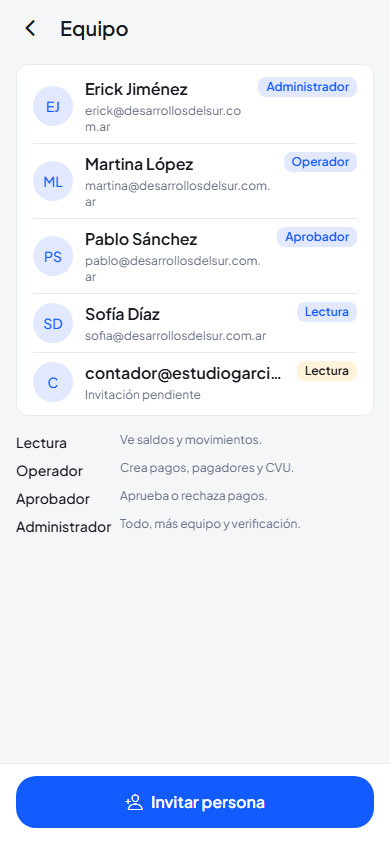 Equipo
EJ
Erick Jiménez
Administrador
erick@desarrollosdelsur.co
m.ar
ML
Martina López
Operador
martina@desarrollosdelsur.com.
ar
PS
Pablo Sánchez
Aprobador
pablo@desarrollosdelsur.com.
ar
SD
Sofía Díaz
Lectura
sofia@desarrollosdelsur.com.ar
C
contador@estudiogarci...
Lectura
Invitación pendiente
Lectura Ve saldos y movimientos.
Operador Crea pagos, pagadores y CVU.
Aprobador Aprueba o rechaza pagos.
Administrador Todo, más equipo y verificación.
Invitar persona